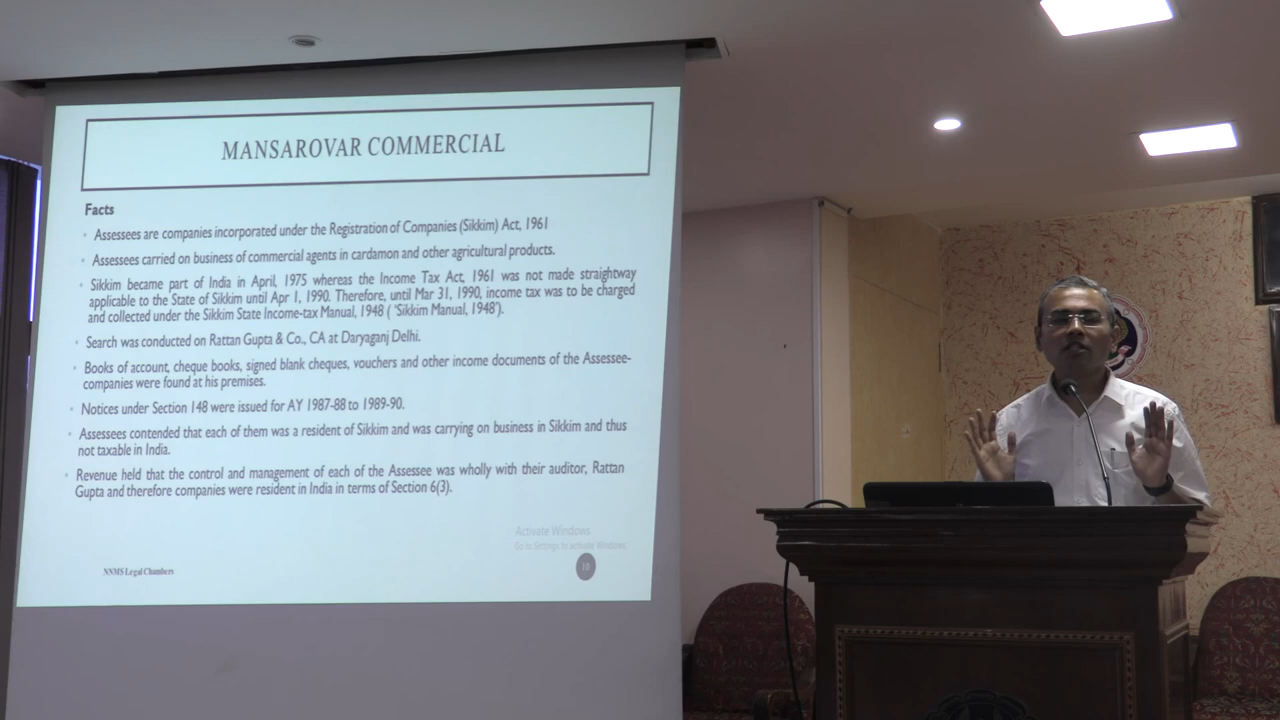 MANSAROVAR COMMERCIAL
Facts
Assessees are companies incorporated under the Registration of Companies (Sikkim) Act, 1961
Assessees carried on business of commercial agents in cardamon and other agricultural products.
Sikkim became part of India in April, 1975 whereas the Income Tax Act, 1961 was not made straightway
applicable to the State of Sikkim until Apr 1, 1990. Therefore, until Mar 31, 1990, income tax was to be charged
and collected under the Sikkim State Income-tax Manual, 1948 ( 'Sikkim Manual, 1948').
Search was conducted on Rattan Gupta & Co., CA at Daryaganj Delhi.
Books of account, cheque books, signed blank cheques, vouchers and other income documents of the Assessee-
companies were found at his premises.
Notices under Section 148 were issued for AY 1987-88 to 1989-90.
Assessees contended that each of them was a resident of Sikkim and was carrying on business in Sikkim and thus
not taxable in India.
Revenue held that the control and management of each of the Assessee was wholly with their auditor, Rattan
Gupta and therefore companies were resident in India in terms of Section 6(3).
Activate Windows
Go to Settings to activate Windows.
NNMS Legal Chambers
10